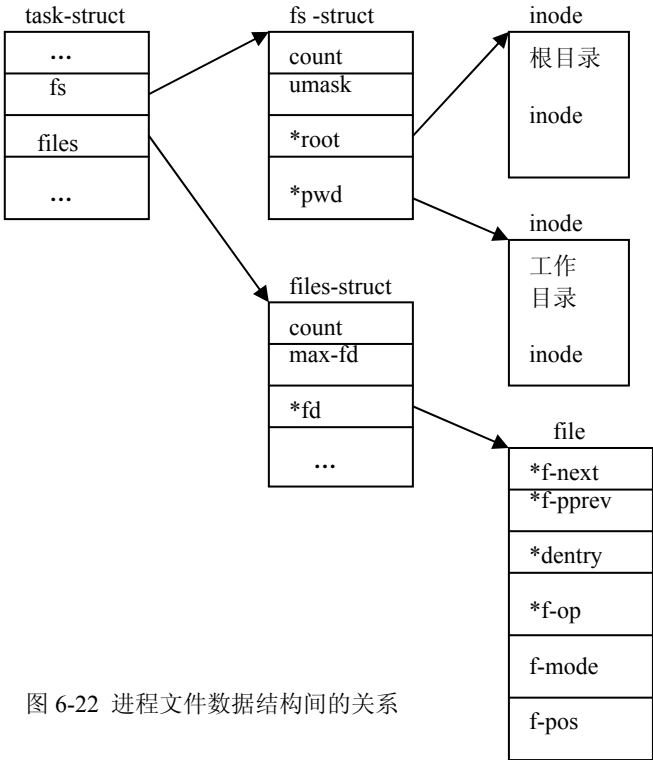 task-struct
...
fs
files
...
fs -struct
count
umask
*root
*pwd
inode
根目录
inode
inode
工作
目录
inode
files-struct
count
max-fd
*fd
...
file
*f-next
*f-pprev
*dentry
*f-op
f-mode
f-pos
图 6-22 进程文件数据结构间的关系